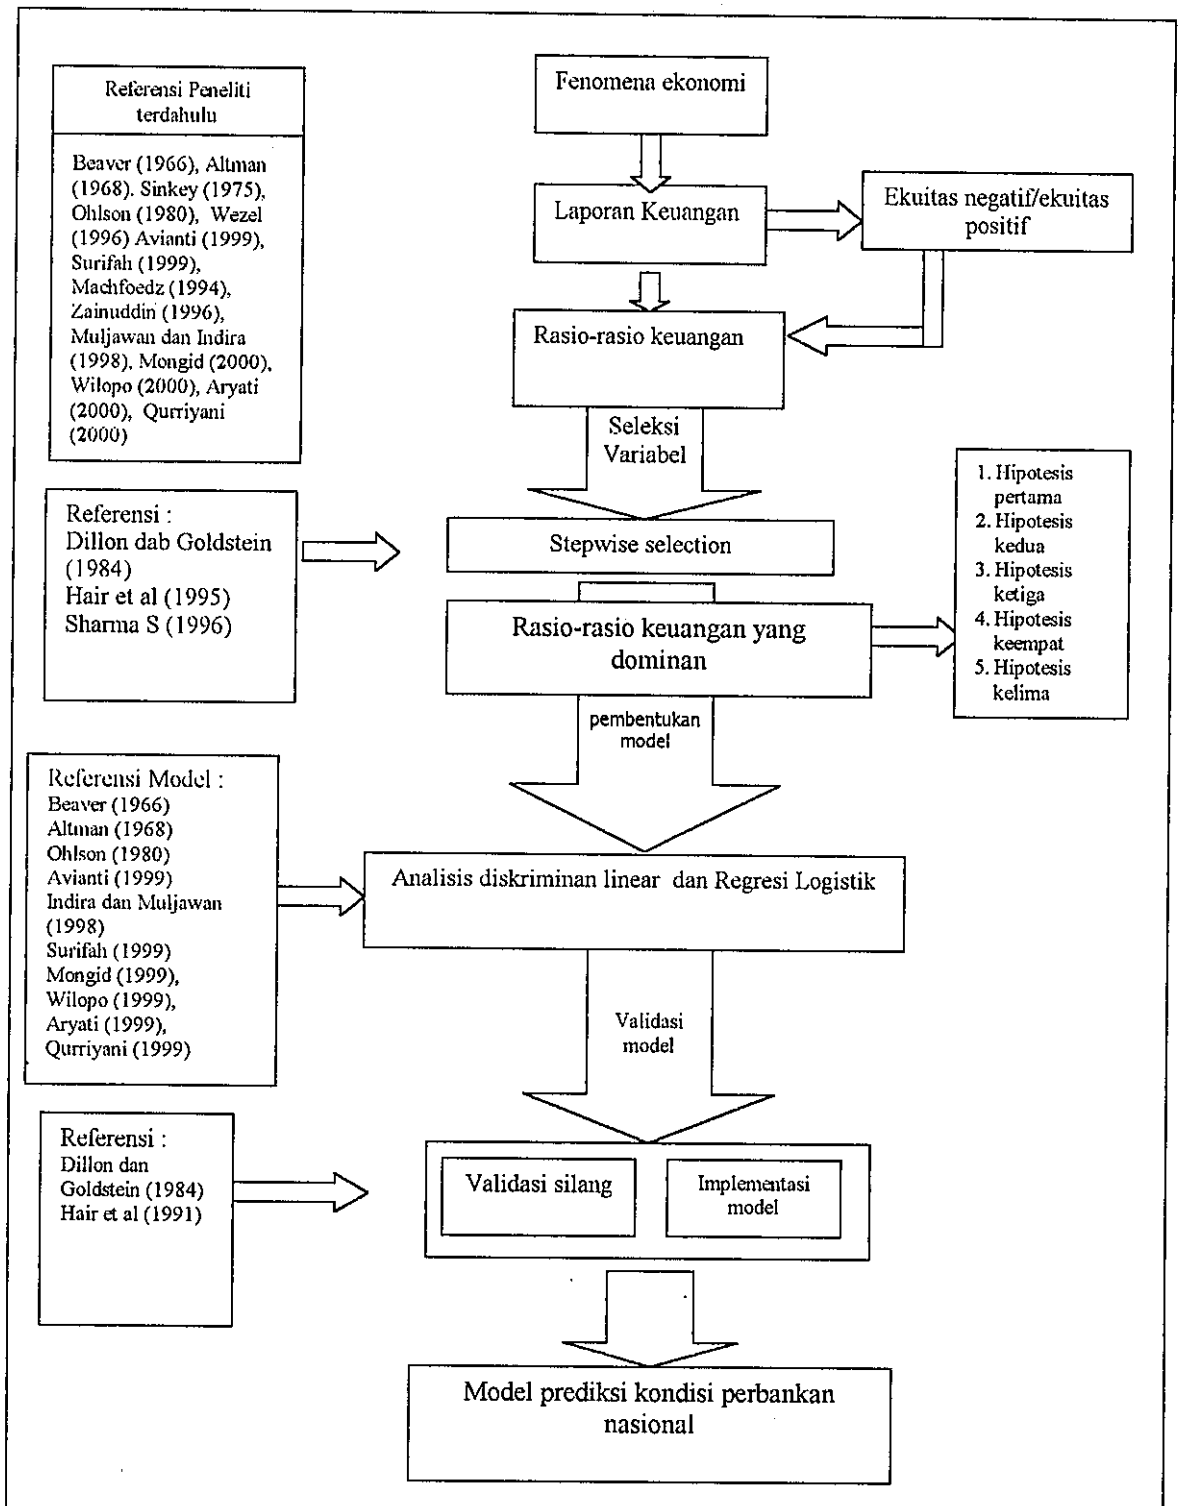 Fenomena ekonomi
Referensi Peneliti
terdahulu
Beaver (1966), Altman
(1968). Sinkey (1975),
Ohlson (1980), Wezel
(1996) Avianti (1999),
Surifah (1999),
Machfoedz (1994),
Zainuddin (1996),
Muljawan dan Indira
(1998), Mongid (2000),
Wilopo (2000), Aryati
(2000), Qurriyani
(2000)
Laporan Keuangan
Ekuitas negatif/ekuitas
positif
Rasio-rasio keuangan
Seleksi
Variabel
Referensi :
Dillon dab Goldstein
(1984)
Hair et al (1995)
Sharma S (1996)
Stepwise selection
Rasio-rasio keuangan yang
dominan
1. Hipotesis
pertama
2. Hipotesis
kedua
3. Hipotesis
ketiga
4. Hipotesis
keempat
5. Hipotesis
kelima
pembentukan
model
Referensi Model :
Beaver (1966)
Altman (1968)
Ohlson (1980)
Avianti (1999)
Indira dan Muljawan
(1998)
Surifah (1999)
Mongid (1999),
Wilopo (1999),
Aryati (1999),
Qurriyani (1999)
Analisis diskriminan linear dan Regresi Logistik
Validasi
model
Referensi :
Dillon dan
Goldstein (1984)
Hair et al (1991)
Validasi silang
Implementasi
model
Model prediksi kondisi perbankan
nasional